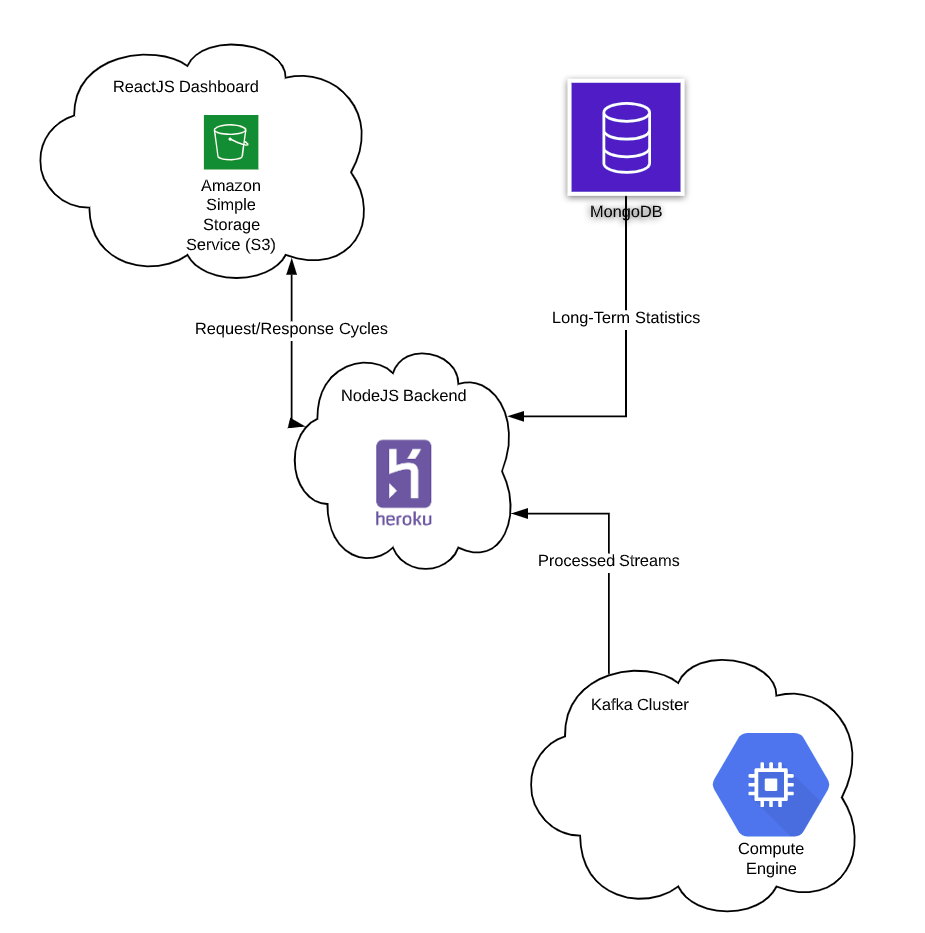 ReactJS Dashboard
Amazon
Simple
Storage
Service (S3)
MongoDB
Long-Term Statistics
Request/Response Cycles
NodeJS Backend
heroku
Processed Streams
Kafka Cluster
Compute
Engine